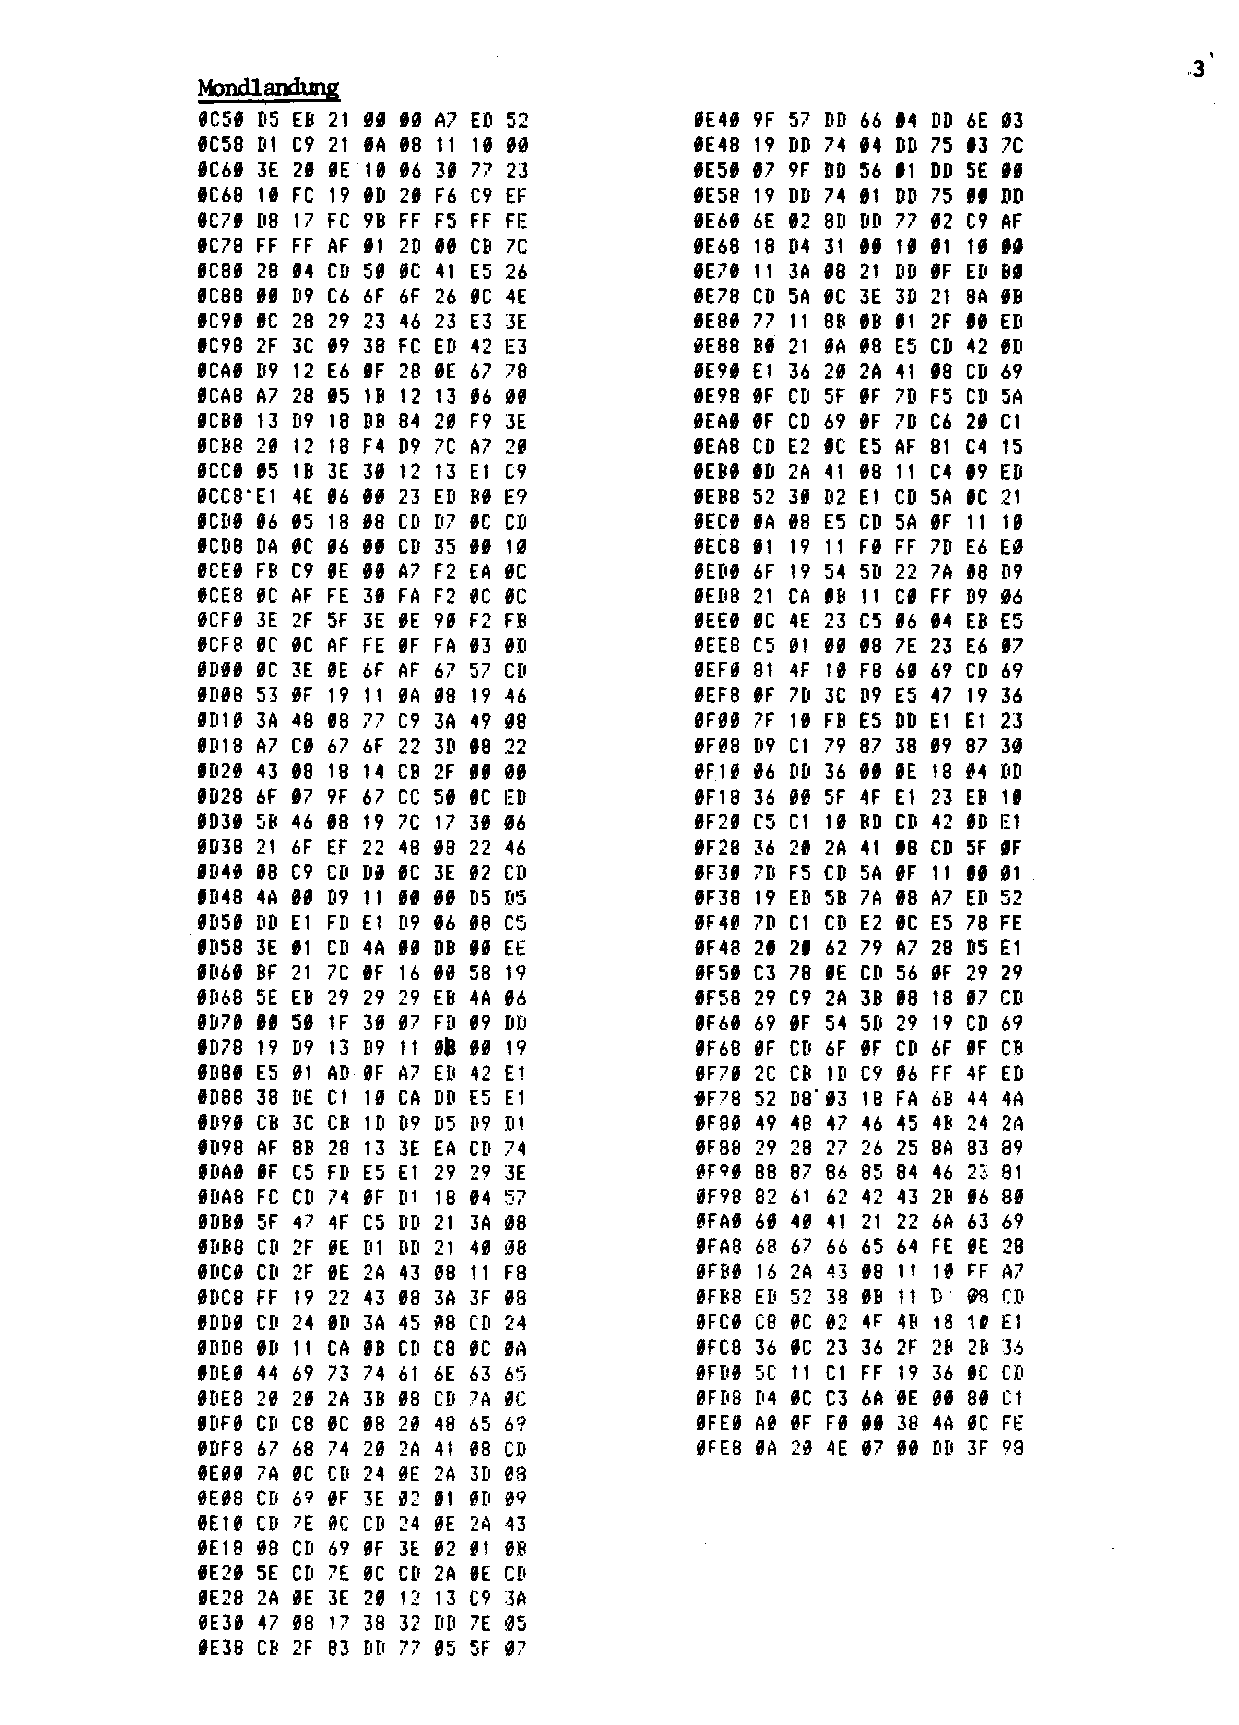 3
Mondlandung
0C50 D5 EB 21 00 00 A7 ED 52
0C58 D1 C9 21 0A 08 11 10 00
0C60 3E 20 0E 10 06 30 77 23
0C68 10 FC 19 0D 20 F6 C9 EF
0C70 D8 17 FC 9B FF F5 FF FE
0C78 FF FF AF 01 2D 00 CB 7C
0C80 28 04 CD 50 0C 41 E5 26
0C88 00 D9 C6 6F 6F 26 0C 4E
0C90 0C 28 29 23 46 23 E3 3E
0C98 2F 3C 09 38 FC ED 42 E3
0CA0 D9 12 E6 0F 28 0E 67 78
0CA8 A7 28 05 1B 12 13 06 00
0CB0 13 D9 18 DB 84 20 F9 3E
0CB8 20 12 18 F4 D9 7C A7 20
0CC0 05 1B 3E 30 12 13 E1 C9
0CC8 E1 4E 06 00 23 ED B0 E9
0CD0 06 05 18 08 CD D7 0C CD
0CD8 DA 0C 06 00 CD 35 00 10
0CE0 FB C9 0E 00 A7 F2 EA 0C
0CE8 0C AF FE 30 FA F2 0C 0C
0CF0 3E 2F 5F 3E 0E 90 F2 FB
0CF8 0C 0C AF FE 0F FA 03 0D
0D00 0C 3E 0E 6F AF 67 57 CD
0D08 53 0F 19 11 0A 08 19 46
0D10 3A 48 08 77 C9 3A 49 08
0D18 A7 C0 67 6F 22 3D 08 22
0D20 43 08 18 14 CB 2F 00 00
0D28 6F 07 9F 67 CC 50 0C ED
0D30 5B 46 08 19 7C 17 30 06
0D38 21 6F EF 22 48 08 22 46
0D40 08 C9 CD D0 0C 3E 02 CD
0D48 4A 00 D9 11 00 00 D5 D5
0D50 DD E1 FD E1 D9 06 08 C5
0D58 3E 01 CD 4A 00 DB 00 EE
0D60 BF 21 7C 0F 16 00 58 19
0D68 5E EB 29 29 29 EB 4A 06
0D70 00 50 1F 30 07 FD 09 DD
0D78 19 D9 13 D9 11 0B 00 19
0D80 E5 01 AD 0F A7 ED 42 E1
0D88 38 DE C1 10 CA DD E5 E1
0D90 CB 3C CB 1D D9 D5 D9 D1
0D98 AF 8B 28 13 3E EA CD 74
0DA0 0F C5 FD E5 E1 29 29 3E
0DA8 FC CD 74 0F D1 18 04 57
0DB0 5F 47 4F C5 DD 21 3A 08
0DB8 CD 2F 0E D1 DD 21 40 08
0DC0 CD 2F 0E 2A 43 08 11 F8
0DC8 FF 19 22 43 08 3A 3F 08
0DD0 CD 24 0D 3A 45 08 CD 24
0DD8 0D 11 CA 0B CD C8 0C 0A
0DE0 44 69 73 74 61 6E 63 65
0DE8 20 20 2A 3B 08 CD 7A 0C
0DF0 CD C8 0C 08 20 48 65 69
0DF8 67 68 74 20 2A 41 08 CD
0E00 7A 0C CD 24 0E 2A 3D 08
0E08 CD 69 0F 3E 02 01 0D 09
0E10 CD 7E 0C CD 24 0E 2A 43
0E18 08 CD 69 0F 3E 02 01 0B
0E20 5E CD 7E 0C CD 2A 0E CD
0E28 2A 0E 3E 20 12 13 C9 3A
0E30 47 08 17 38 32 DD 7E 05
0E38 CB 2F 83 DD 77 05 5F 07
0E40 9F 57 DD 66 04 DD 6E 03
0E48 19 DD 74 04 DD 75 03 7C
0E50 07 9F DD 56 01 DD 5E 00
0E58 19 DD 74 01 DD 75 00 DD
0E60 6E 02 8D DD 77 02 C9 AF
0E68 18 D4 31 00 10 01 10 00
0E70 11 3A 08 21 DD 0F ED B0
0E78 CD 5A 0C 3E 3D 21 8A 0B
0E80 77 11 8B 0B 01 2F 00 ED
0E88 B0 21 0A 08 E5 CD 42 0D
0E90 E1 36 20 2A 41 08 CD 69
0E98 0F CD 5F 0F 7D F5 CD 5A
0EA0 0F CD 69 0F 7D C6 20 C1
0EA8 CD E2 0C E5 AF 81 C4 15
0EB0 0D 2A 41 08 11 C4 09 ED
0EB8 52 30 D2 E1 CD 5A 0C 21
0EC0 0A 08 E5 CD 5A 0F 11 10
0EC8 01 19 11 F0 FF 7D E6 E0
0ED0 6F 19 54 5D 22 7A 08 D9
0ED8 21 CA 0B 11 C0 FF D9 06
0EE0 0C 4E 23 C5 06 04 EB E5
0EE8 C5 01 00 08 7E 23 E6 07
0EF0 81 4F 10 F8 60 69 CD 69
0EF8 0F 7D 3C D9 E5 47 19 36
0F00 7F 10 FB E5 DD E1 E1 23
0F08 D9 C1 79 87 38 09 87 30
0F10 06 DD 36 00 0E 18 04 DD
0F18 36 00 5F 4F E1 23 EB 10
0F20 C5 C1 10 BD CD 42 0D E1
0F28 36 20 2A 41 08 CD 5F 0F
0F30 7D F5 CD 5A 0F 11 00 01
0F38 19 ED 5B 7A 08 A7 ED 52
0F40 7D C1 CD E2 0C E5 78 FE
0F48 20 20 62 79 A7 28 D5 E1
0F50 C3 78 0E CD 56 0F 29 29
0F58 29 C9 2A 3B 08 18 07 CD
0F60 69 0F 54 5D 29 19 CD 69
0F68 0F CD 6F 0F CD 6F 0F CB
0F70 2C CB 1D C9 06 FF 4F ED
0F78 52 D8 03 18 FA 6B 44 4A
0F80 49 48 47 46 45 4B 24 2A
0F88 29 28 27 26 25 8A 83 89
0F90 88 87 86 85 84 46 23 81
0F98 82 61 62 42 43 2B 06 80
0FA0 60 40 41 21 22 6A 63 69
0FA8 68 67 66 65 64 FE 0E 28
0FB0 16 2A 43 08 11 10 FF A7
0FB8 ED 52 38 0B 11 D 08 CD
0FC0 C8 0C 02 4F 4B 18 10 E1
0FC8 36 0C 23 36 2F 2B 2B 36
0FD0 5C 11 C1 FF 19 36 0C CD
0FD8 D4 0C C3 6A 0E 00 80 C1
0FE0 A0 0F F0 00 38 4A 0C FE
0FE8 0A 20 4E 07 00 DD 3F 98